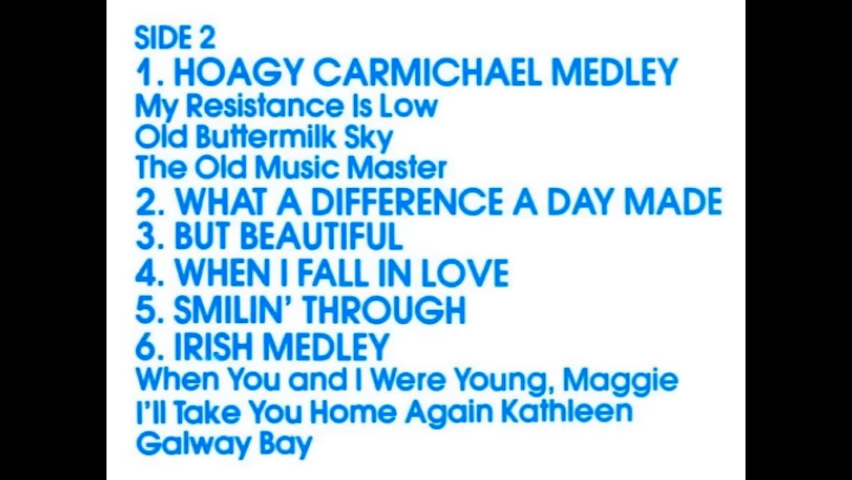 SIDE 2
1. HOAGY CARMICHAEL MEDLEY
My Resistance Is Low
Old Buttermilk Sky
The Old Music Master
2. WHAT A DIFFERENCE A DAY MADE
3. BUT BEAUTIFUL
4. WHEN I FALL IN LOVE
5. SMILIN' THROUGH
6. IRISH MEDLEY
When You and I Were Young, Maggie
I'll Take You Home Again Kathleen
Galway Bay